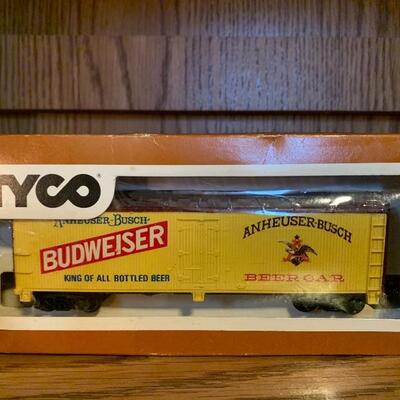 TYCO
ANHEUSER-BUSCH
BUDWEISER
KING OF ALL BOTTLED BEER
ANHEUSER-BUSCH
BEER CAR